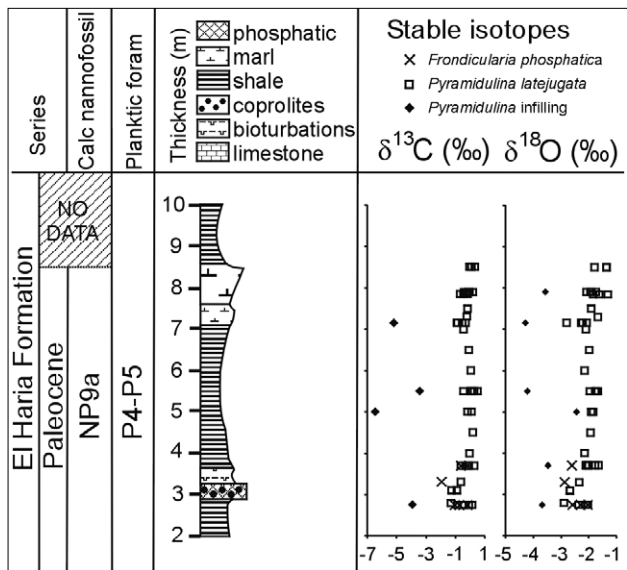 Series
Calc nannofossil
Planktic foram
Thickness (m)
phosphatic
marl
shale
coprolites
bioturbations
limestone
Stable isotopes
Frondicularia phosphatica
Pyramidulina latejugata
Pyramidulina infilling
δ13C (‰) δ18O (‰)
El Haria Formation
Paleocene
NO
DATA
NP9a
P4-P5
10
9
8
7
6
5
4
3
2
-7 -5 -3 -1 1
-5 -4 -3 -2 -1